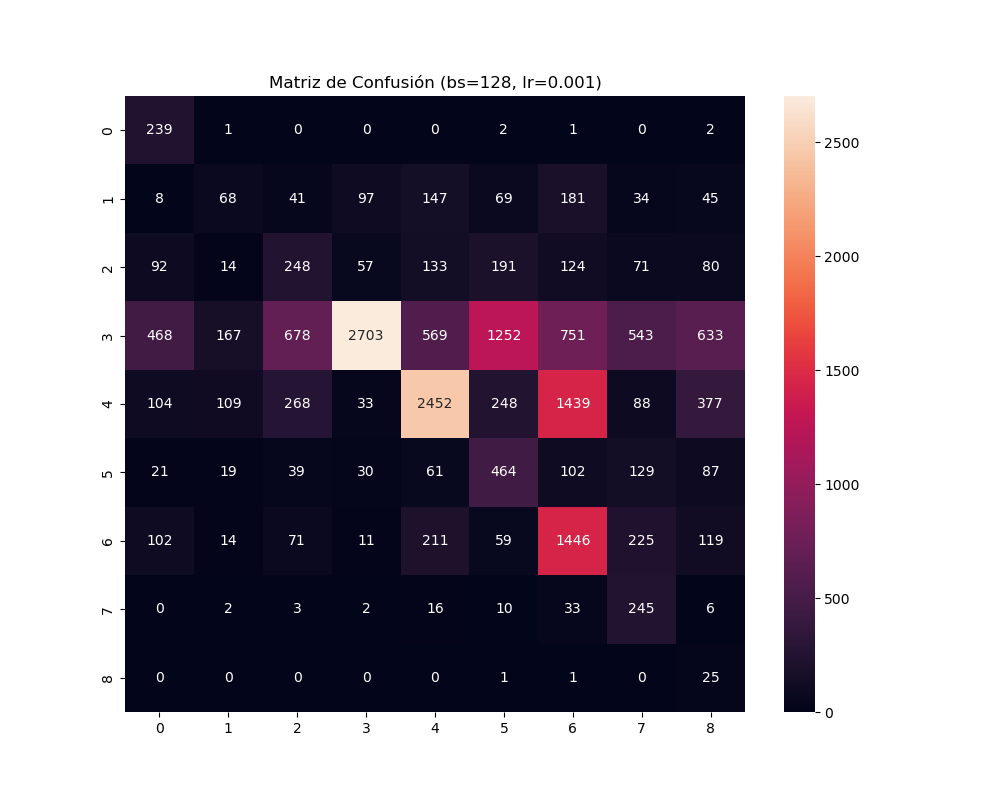 Matriz de Confusión (bs=128, lr=0.001)
0 239 1 0 0 0 2 1 0 2
1 8 68 41 97 147 69 181 34 45
2 92 14 248 57 133 191 124 71 80
3 468 167 678 2703 569 1252 751 543 633
4 104 109 268 33 2452 248 1439 88 377
5 21 19 39 30 61 464 102 129 87
6 102 14 71 11 211 59 1446 225 119
7 0 2 3 2 16 10 33 245 6
8 0 0 0 0 0 1 1 0 25
0 1 2 3 4 5 6 7 8
2500
2000
1500
1000
500
0